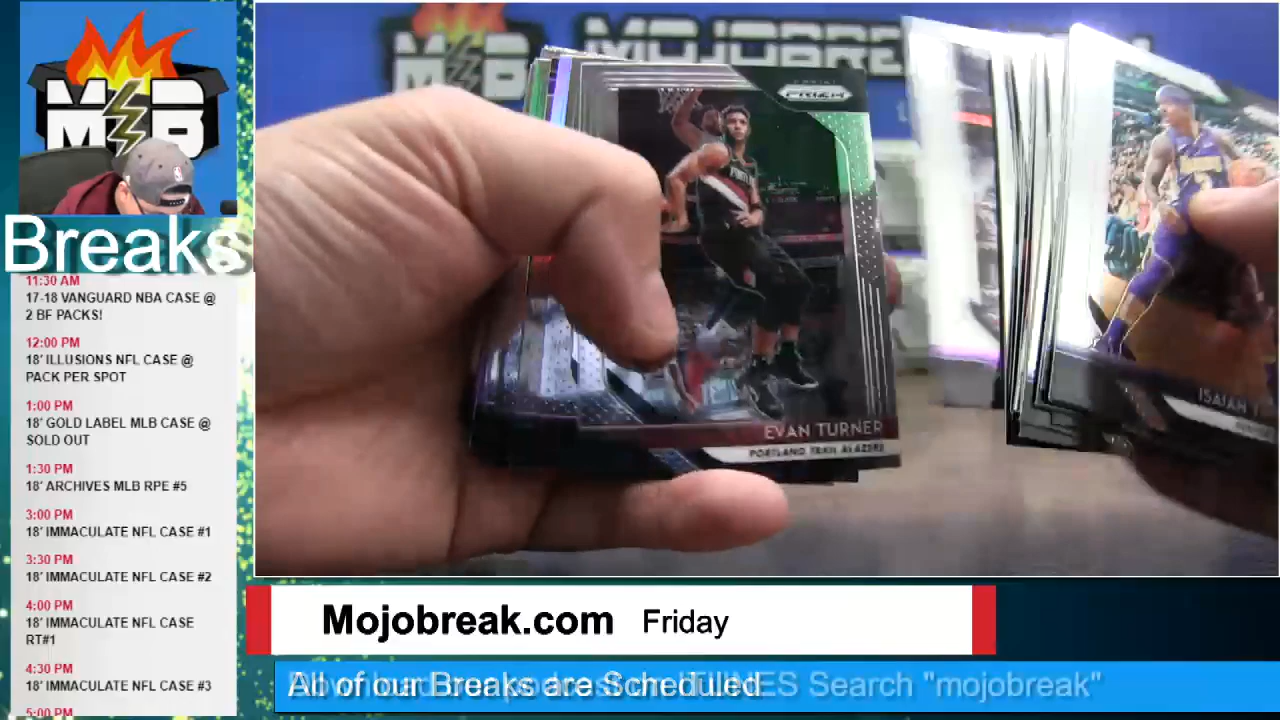 M B
MOJOBRE
Breaks
11:30 AM
17-18 VANGUARD NBA CASE @
2 BF PACKS!
12:00 PM
18' ILLUSIONS NFL CASE @
PACK PER SPOT
1:00 PM
18' GOLD LABEL MLB CASE @
SOLD OUT
1:30 PM
18' ARCHIVES MLB RPE #5
3:00 PM
18' IMMACULATE NFL CASE #1
3:30 PM
18' IMMACULATE NFL CASE #2
4:00 PM
18' IMMACULATE NFL CASE
RT#1
4:30 PM
18' IMMACULATE NFL CASE #3
5:00 PM
M B
PRIZM
EVAN TURNER
PORTLAND TRAIL BLAZERS
ISAIAH T
Mojobreak.com Friday
All of our Breaks are Scheduled
ITUNES Search "mojobreak"